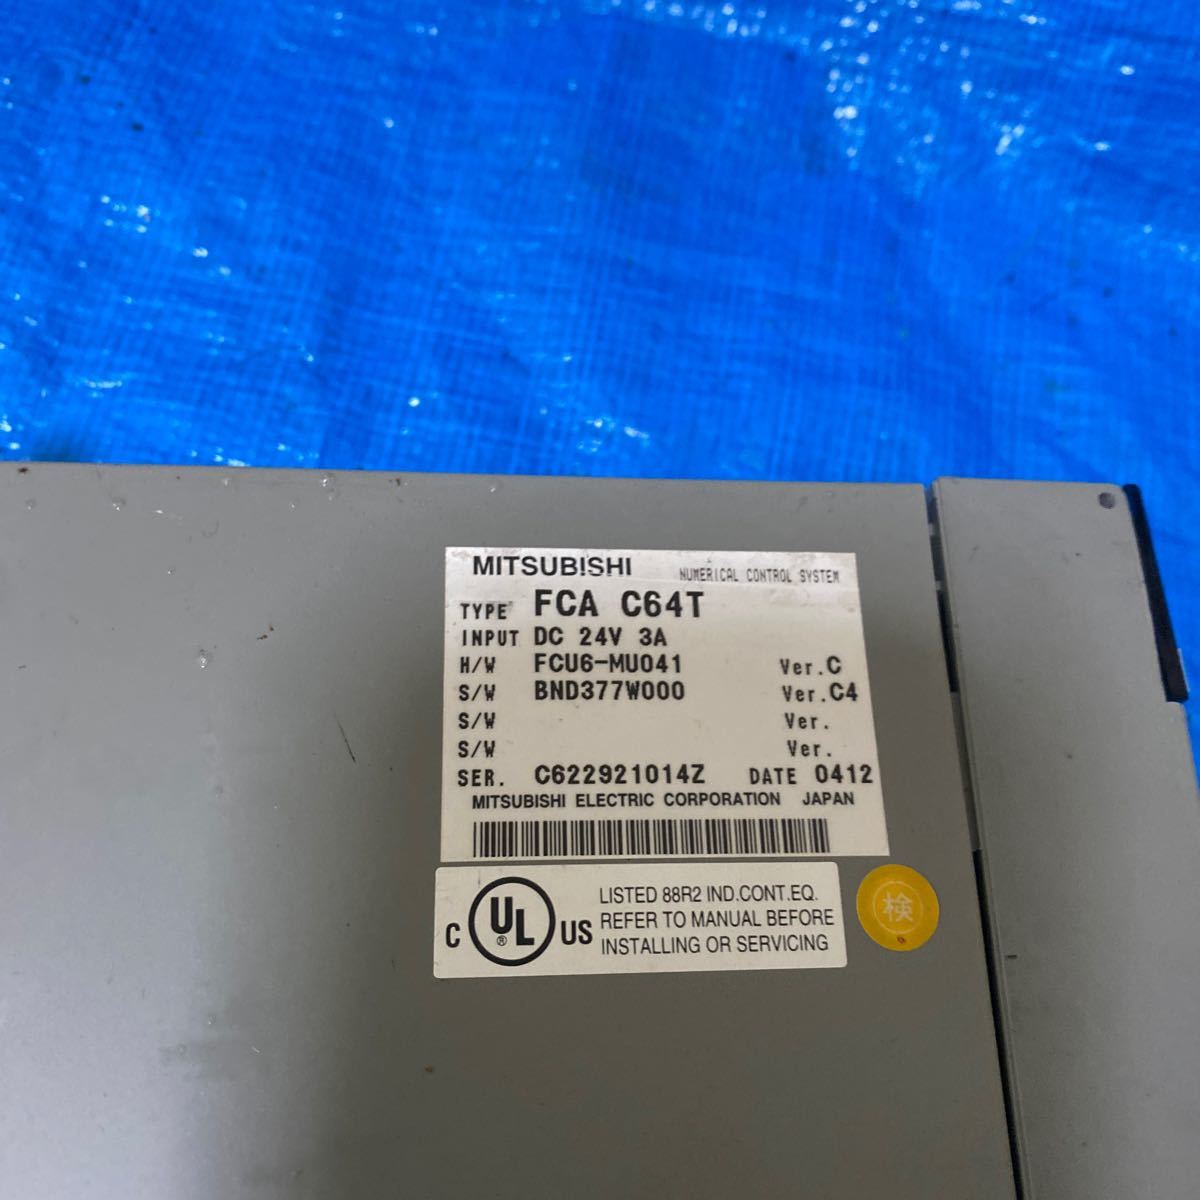 MITSUBISHI NUMERICAL CONTROL SYSTEM
TYPE FCA C64T
INPUT DC 24V 3A
H/W FCU6-MU041 Ver.C
S/W BND377W000 Ver.C4
S/W Ver.
S/W Ver.
SER. C622921014Z DATE 0412
MITSUBISHI ELECTRIC CORPORATION JAPAN
C UL ® US
LISTED 88R2 IND.CONT.EQ.
REFER TO MANUAL BEFORE
INSTALLING OR SERVICING
検